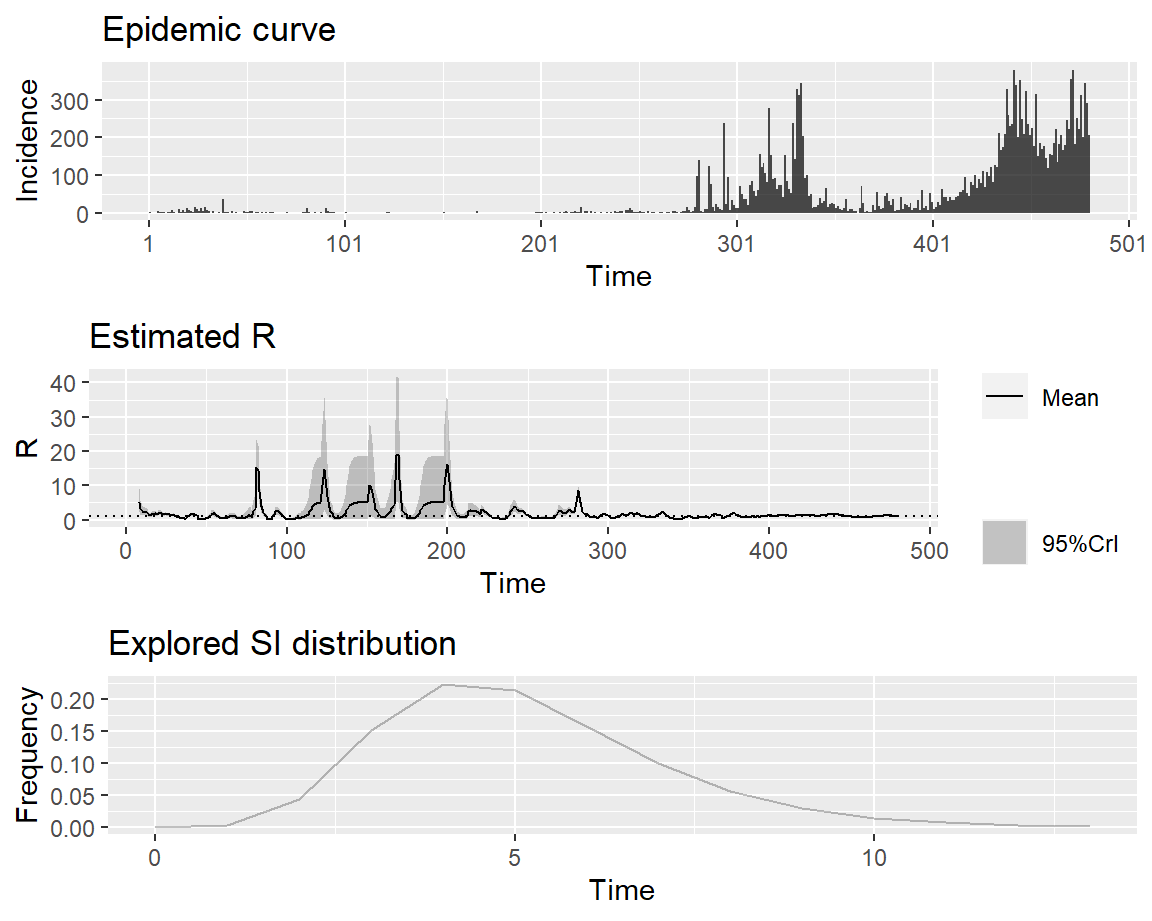 Epidemic curve
Incidence
300
200
100
0
1 101 201 301 401 501
Time
Estimated R
R
40
30
20
10
0
0 100 200 300 400 500
Time
Mean
95%CrI
Explored SI distribution
Frequency
0.20
0.15
0.10
0.05
0.00
0 5 10
Time